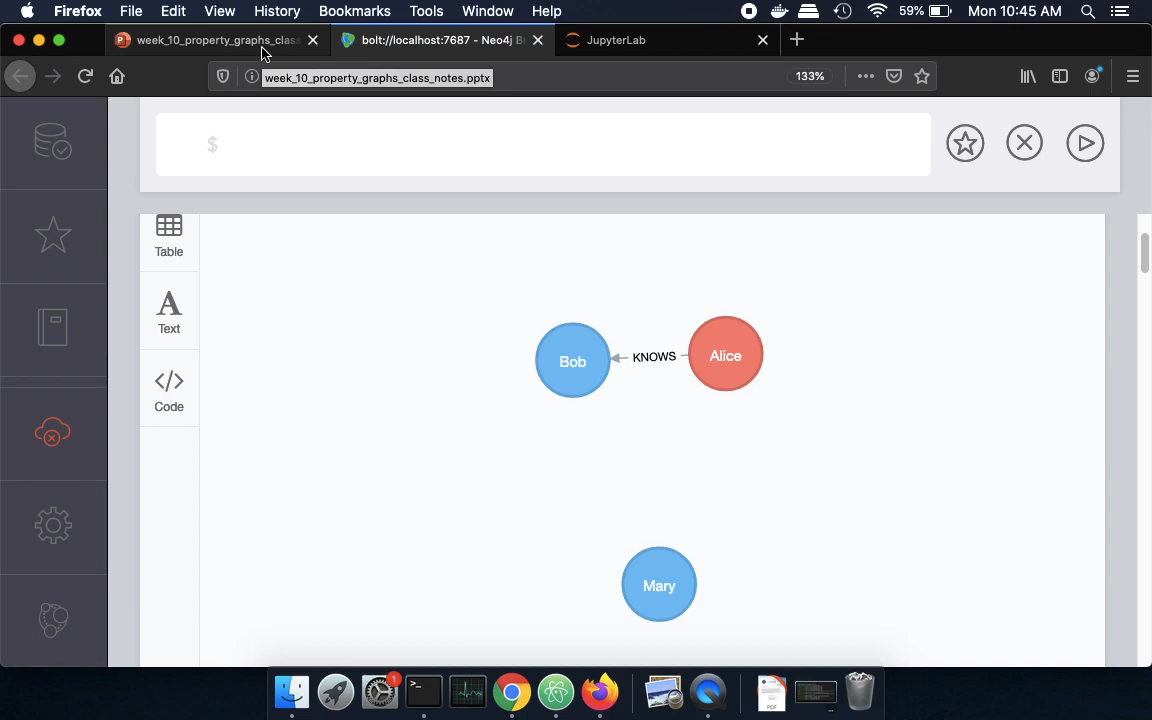 Firefox File Edit View History Bookmarks Tools Window Help 59% Mon 10:45 AM
week_10_property_graphs_clas bolt://localhost:7687 - Neo4j B JupyterLab
week_10_property_graphs_class_notes.pptx 133%
$
Table
A
Text
Code
Bob KNOWS Alice
Mary
1
PDF